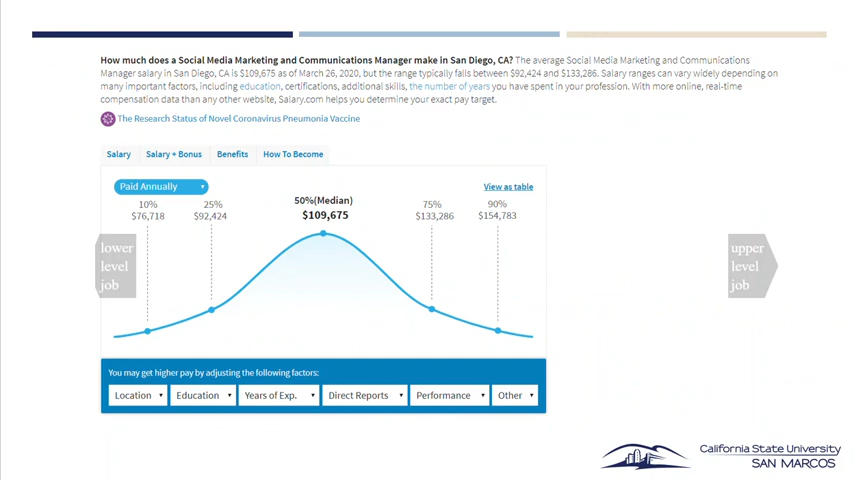 How much does a Social Media Marketing and Communications Manager make in San Diego, CA? The average Social Media Marketing and Communications
Manager salary in San Diego, CA is $109,675 as of March 26, 2020, but the range typically falls between $92,424 and $133,286. Salary ranges can vary widely depending on
many important factors, including education, certifications, additional skills, the number of years you have spent in your profession. With more online, real-time
compensation data than any other website, Salary.com helps you determine your exact pay target.
The Research Status of Novel Coronavirus Pneumonia Vaccine
Salary Salary + Bonus Benefits How To Become
Paid Annually View as table
10% 25% 50%(Median) 75% 90%
$76,718 $92,424 $109,675 $133,286 $154,783
lower
level
job
upper
level
job
You may get higher pay by adjusting the following factors:
Location Education Years of Exp. Direct Reports Performance Other
California State University
SAN MARCOS